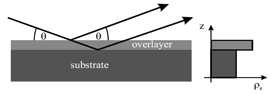 θ θ z
overlayer
substrate
ρₑ